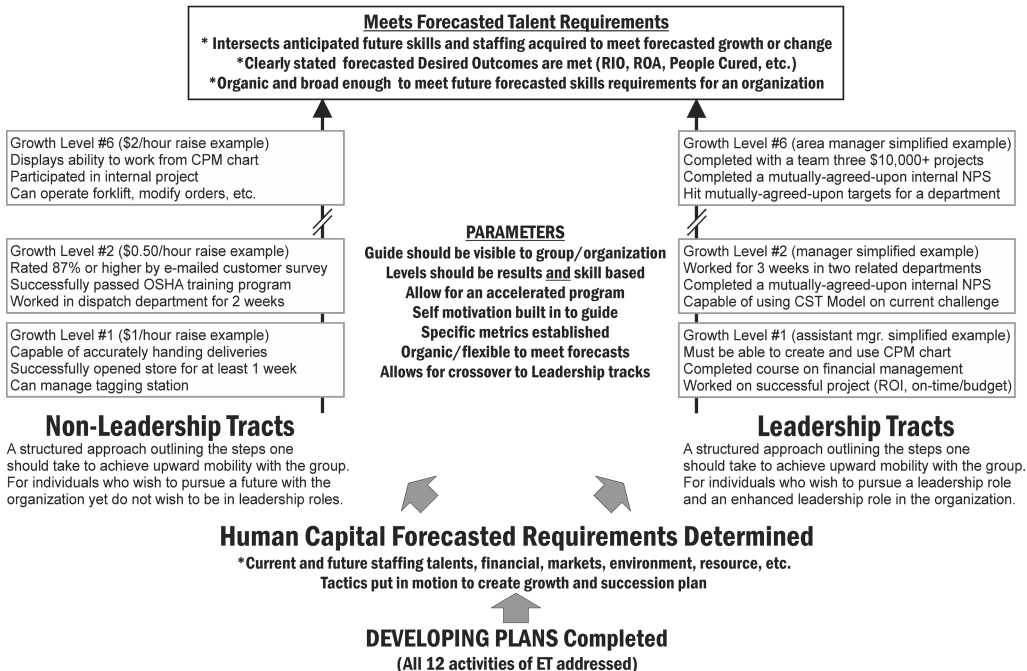 Meets Forecasted Talent Requirements
* Intersects anticipated future skills and staffing acquired to meet forecasted growth or change
*Clearly stated forecasted Desired Outcomes are met (RIO, ROA, People Cured, etc.)
*Organic and broad enough to meet future forecasted skills requirements for an organization
Growth Level #6 ($2/hour raise example)
Displays ability to work from CPM chart
Participated in internal project
Can operate forklift, modify orders, etc.
Growth Level #2 ($0.50/hour raise example)
Rated 87% or higher by e-mailed customer survey
Successfully passed OSHA training program
Worked in dispatch department for 2 weeks
Growth Level #1 ($1/hour raise example)
Capable of accurately handing deliveries
Successfully opened store for at least 1 week
Can manage tagging station
Non-Leadership Tracts
A structured approach outlining the steps one
should take to achieve upward mobility with the group.
For individuals who wish to pursue a future with the
organization yet do not wish to be in leadership roles.
PARAMETERS
Guide should be visible to group/organization
Levels should be results and skill based
Allow for an accelerated program
Self motivation built in to guide
Specific metrics established
Organic/flexible to meet forecasts
Allows for crossover to Leadership tracks
Growth Level #6 (area manager simplified example)
Completed with a team three $10,000+ projects
Completed a mutually-agreed-upon internal NPS
Hit mutually-agreed-upon targets for a department
Growth Level #2 (manager simplified example)
Worked for 3 weeks in two related departments
Completed a mutually-agreed-upon internal NPS
Capable of using CST Model on current challenge
Growth Level #1 (assistant mgr. simplified example)
Must be able to create and use CPM chart
Completed course on financial management
Worked on successful project (ROI, on-time/budget)
Leadership Tracts
A structured approach outlining the steps one
should take to achieve upward mobility with the group.
For individuals who wish to pursue a leadership role
and an enhanced leadership role in the organization.
Human Capital Forecasted Requirements Determined
*Current and future staffing talents, financial, markets, environment, resource, etc.
Tactics put in motion to create growth and succession plan
DEVELOPING PLANS Completed
(All 12 activities of ET addressed)